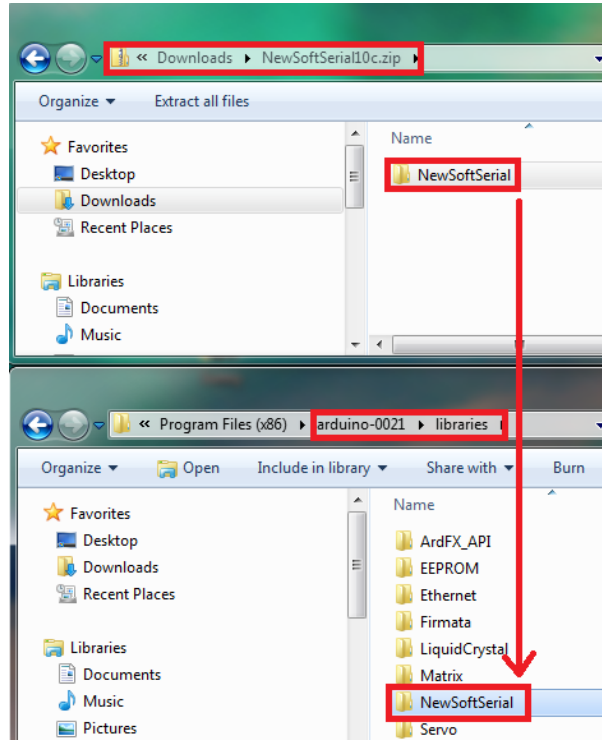 « Downloads ▸ NewSoftSerial10c.zip ▸
Organize ▾ Extract all files
Favorites
Desktop
Downloads
Recent Places
Libraries
Documents
Music
Name
NewSoftSerial
« Program Files (x86) ▸ arduino-0021 ▸ libraries ▸
Organize ▾ Open Include in library ▾ Share with ▾ Burn
Favorites
Desktop
Downloads
Recent Places
Libraries
Documents
Music
Pictures
Name
ArdFX_API
EEPROM
Ethernet
Firmata
LiquidCrystal
Matrix
NewSoftSerial
Servo